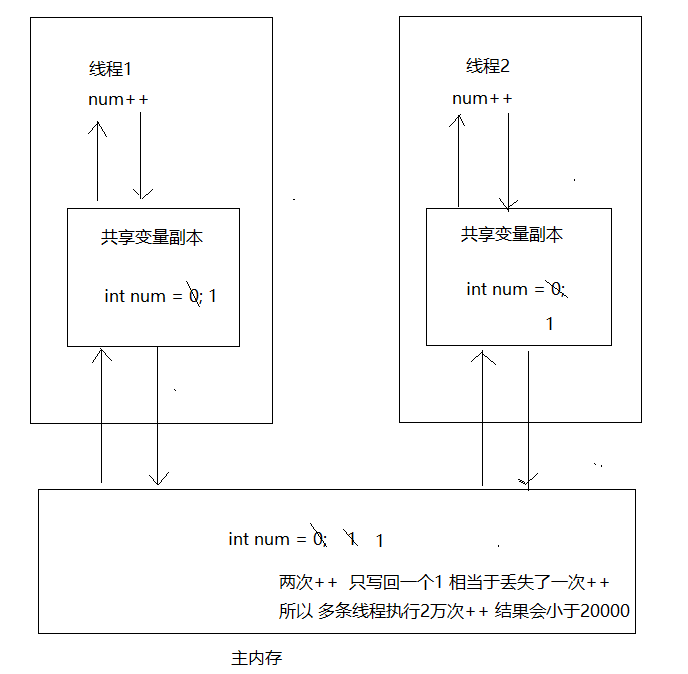 线程1
num++
共享变量副本
int num = 0; 1
线程2
num++
共享变量副本
int num = 0;
1
int num = 0; 1 1
两次++ 只写回一个1 相当于丢失了一次++
所以 多条线程执行2万次++ 结果会小于20000
主内存